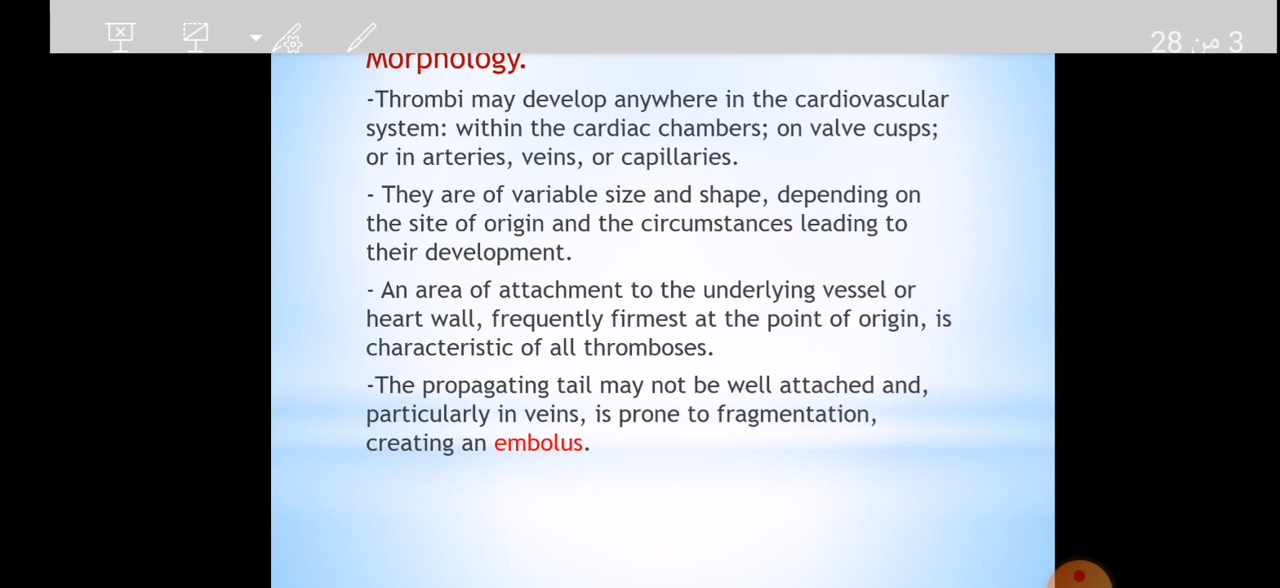 3 من 28
Morphology.
-Thrombi may develop anywhere in the cardiovascular
system: within the cardiac chambers; on valve cusps;
or in arteries, veins, or capillaries.
- They are of variable size and shape, depending on
the site of origin and the circumstances leading to
their development.
- An area of attachment to the underlying vessel or
heart wall, frequently firmest at the point of origin, is
characteristic of all thromboses.
-The propagating tail may not be well attached and,
particularly in veins, is prone to fragmentation,
creating an embolus.